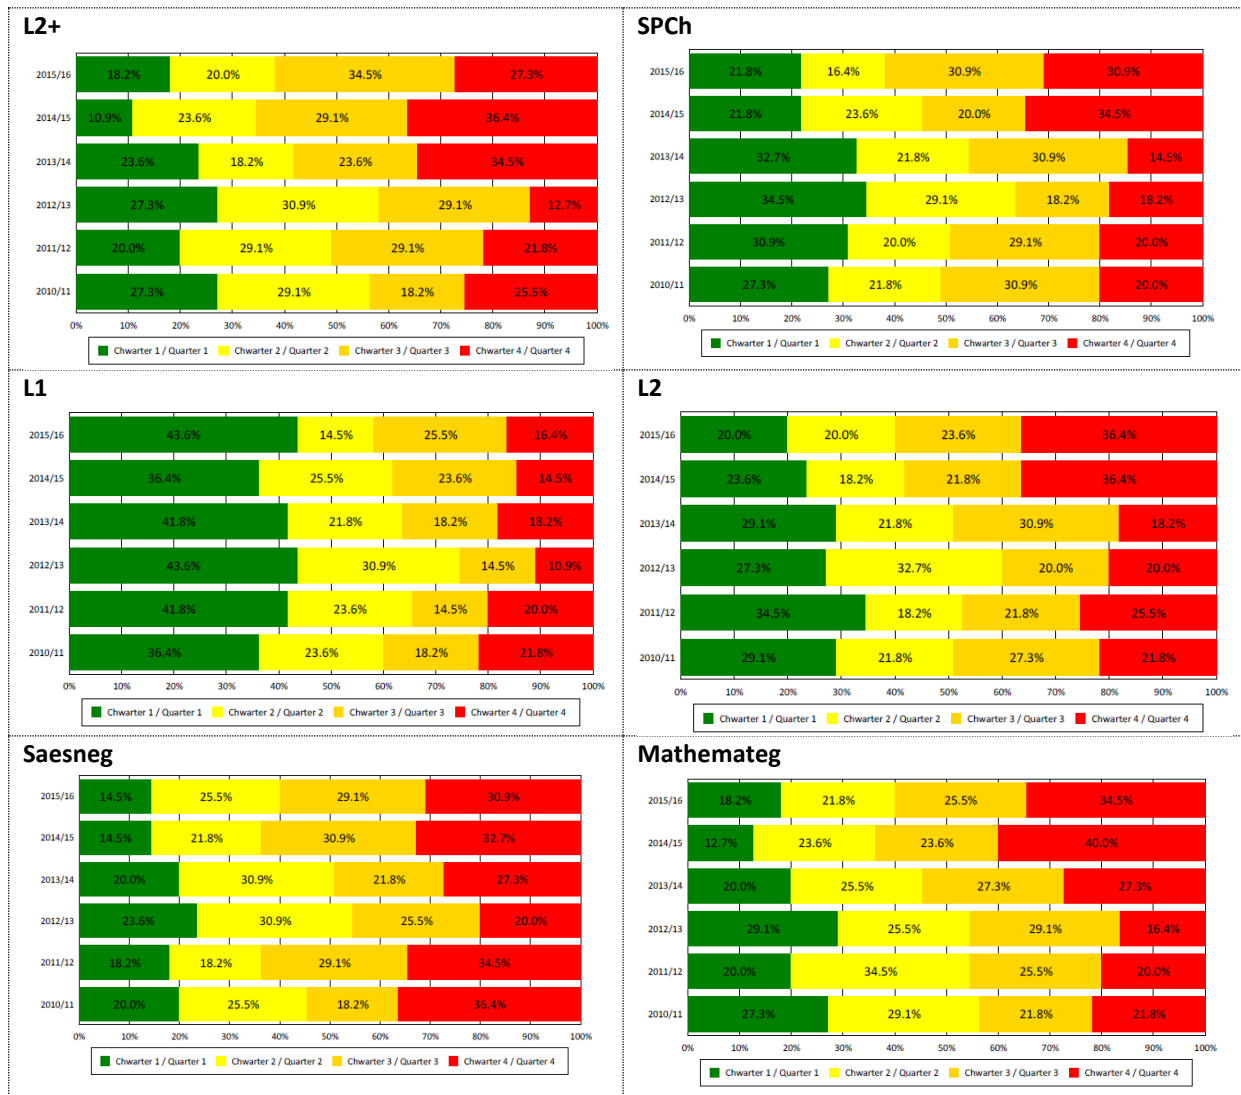 L2+
2015/16 18.2% 20.0% 34.5% 27.3%
2014/15 10.9% 23.6% 29.1% 36.4%
2013/14 23.6% 18.2% 23.6% 34.5%
2012/13 27.3% 30.9% 29.1% 12.7%
2011/12 20.0% 29.1% 29.1% 21.8%
2010/11 27.3% 29.1% 18.2% 25.5%
0% 10% 20% 30% 40% 50% 60% 70% 80% 90% 100%
Chwarter 1 / Quarter 1 Chwarter 2 / Quarter 2 Chwarter 3 / Quarter 3 Chwarter 4 / Quarter 4
SPCh
2015/16 21.8% 16.4% 30.9% 30.9%
2014/15 21.8% 23.6% 20.0% 34.5%
2013/14 32.7% 21.8% 30.9% 14.5%
2012/13 34.5% 29.1% 18.2% 18.2%
2011/12 30.9% 20.0% 29.1% 20.0%
2010/11 27.3% 21.8% 30.9% 20.0%
0% 10% 20% 30% 40% 50% 60% 70% 80% 90% 100%
Chwarter 1 / Quarter 1 Chwarter 2 / Quarter 2 Chwarter 3 / Quarter 3 Chwarter 4 / Quarter 4
L1
2015/16 43.6% 14.5% 25.5% 16.4%
2014/15 36.4% 25.5% 23.6% 14.5%
2013/14 41.8% 21.8% 18.2% 18.2%
2012/13 43.6% 30.9% 14.5% 10.9%
2011/12 41.8% 23.6% 14.5% 20.0%
2010/11 36.4% 23.6% 18.2% 21.8%
0% 10% 20% 30% 40% 50% 60% 70% 80% 90% 100%
Chwarter 1 / Quarter 1 Chwarter 2 / Quarter 2 Chwarter 3 / Quarter 3 Chwarter 4 / Quarter 4
L2
2015/16 20.0% 20.0% 23.6% 36.4%
2014/15 23.6% 18.2% 21.8% 36.4%
2013/14 29.1% 21.8% 30.9% 18.2%
2012/13 27.3% 32.7% 20.0% 20.0%
2011/12 34.5% 18.2% 21.8% 25.5%
2010/11 29.1% 21.8% 27.3% 21.8%
0% 10% 20% 30% 40% 50% 60% 70% 80% 90% 100%
Chwarter 1 / Quarter 1 Chwarter 2 / Quarter 2 Chwarter 3 / Quarter 3 Chwarter 4 / Quarter 4
Saesneg
2015/16 14.5% 25.5% 29.1% 30.9%
2014/15 14.5% 21.8% 30.9% 32.7%
2013/14 20.0% 30.9% 21.8% 27.3%
2012/13 23.6% 30.9% 25.5% 20.0%
2011/12 18.2% 18.2% 29.1% 34.5%
2010/11 20.0% 25.5% 18.2% 36.4%
0% 10% 20% 30% 40% 50% 60% 70% 80% 90% 100%
Chwarter 1 / Quarter 1 Chwarter 2 / Quarter 2 Chwarter 3 / Quarter 3 Chwarter 4 / Quarter 4
Mathemateg
2015/16 18.2% 21.8% 25.5% 34.5%
2014/15 12.7% 23.6% 23.6% 40.0%
2013/14 20.0% 25.5% 27.3% 27.3%
2012/13 29.1% 25.5% 29.1% 16.4%
2011/12 20.0% 34.5% 25.5% 20.0%
2010/11 27.3% 29.1% 21.8% 21.8%
0% 10% 20% 30% 40% 50% 60% 70% 80% 90% 100%
Chwarter 1 / Quarter 1 Chwarter 2 / Quarter 2 Chwarter 3 / Quarter 3 Chwarter 4 / Quarter 4